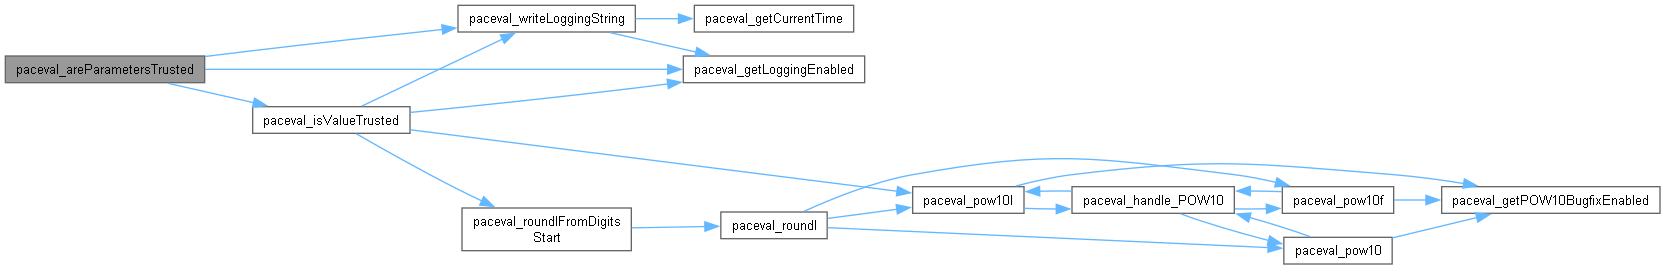 paceval_areParametersTrusted
paceval_writeLoggingString
paceval_getCurrentTime
paceval_getLoggingEnabled
paceval_isValueTrusted
paceval_roundlFromDigits
Start
paceval_roundl
paceval_pow10l
paceval_handle_POW10
paceval_pow10f
paceval_getPOW10BugfixEnabled
paceval_pow10